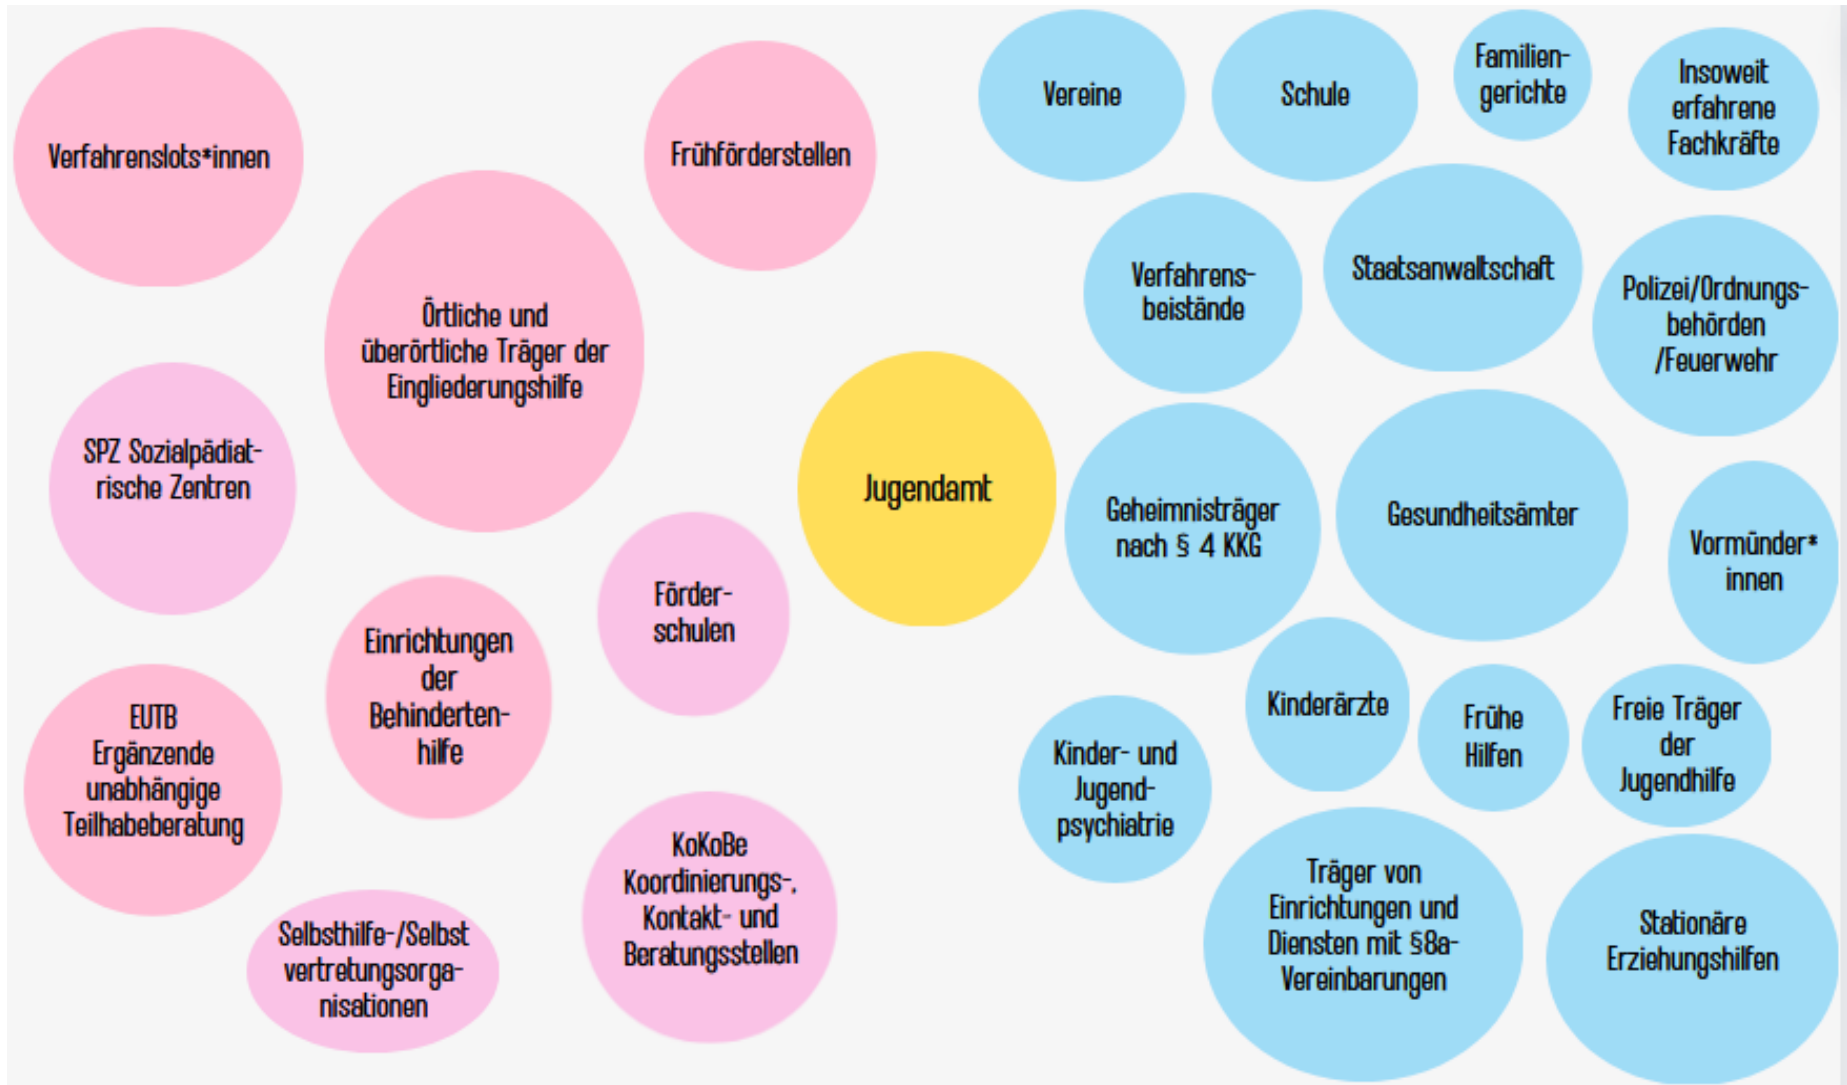 Verfahrenslots*innen
Frühförderstellen
Örtliche und
überörtliche Träger der
Eingliederungshilfe
SPZ Sozialpädiat-
rische Zentren
Förder-
schulen
Einrichtungen
der
Behinderten-
hilfe
EUTB
Ergänzende
unabhängige
Teilhabeberatung
KoKoBe
Koordinierungs-,
Kontakt- und
Beratungsstellen
Selbsthilfe-/Selbst
vertretungsorga-
nisationen
Jugendamt
Vereine
Schule
Familien-
gerichte
Insoweit
erfahrene
Fachkräfte
Verfahrens-
beistände
Staatsanwaltschaft
Polizei/Ordnungs-
behörden
/Feuerwehr
Geheimnisträger
nach § 4 KKG
Gesundheitsämter
Vormünder*
innen
Kinderärzte
Frühe
Hilfen
Freie Träger
der
Jugendhilfe
Kinder- und
Jugend-
psychiatrie
Träger von
Einrichtungen und
Diensten mit §8a-
Vereinbarungen
Stationäre
Erziehungshilfen